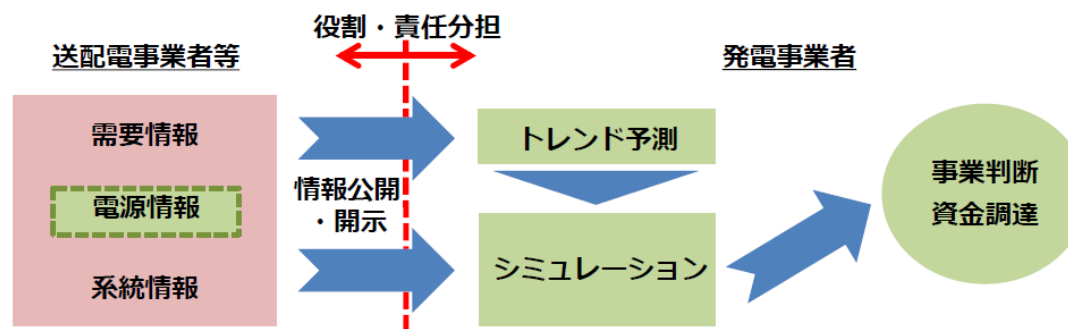 役割・責任分担
送配電事業者等
発電事業者
需要情報
電源情報
系統情報
情報公開
・開示
トレンド予測
シミュレーション
事業判断
資金調達